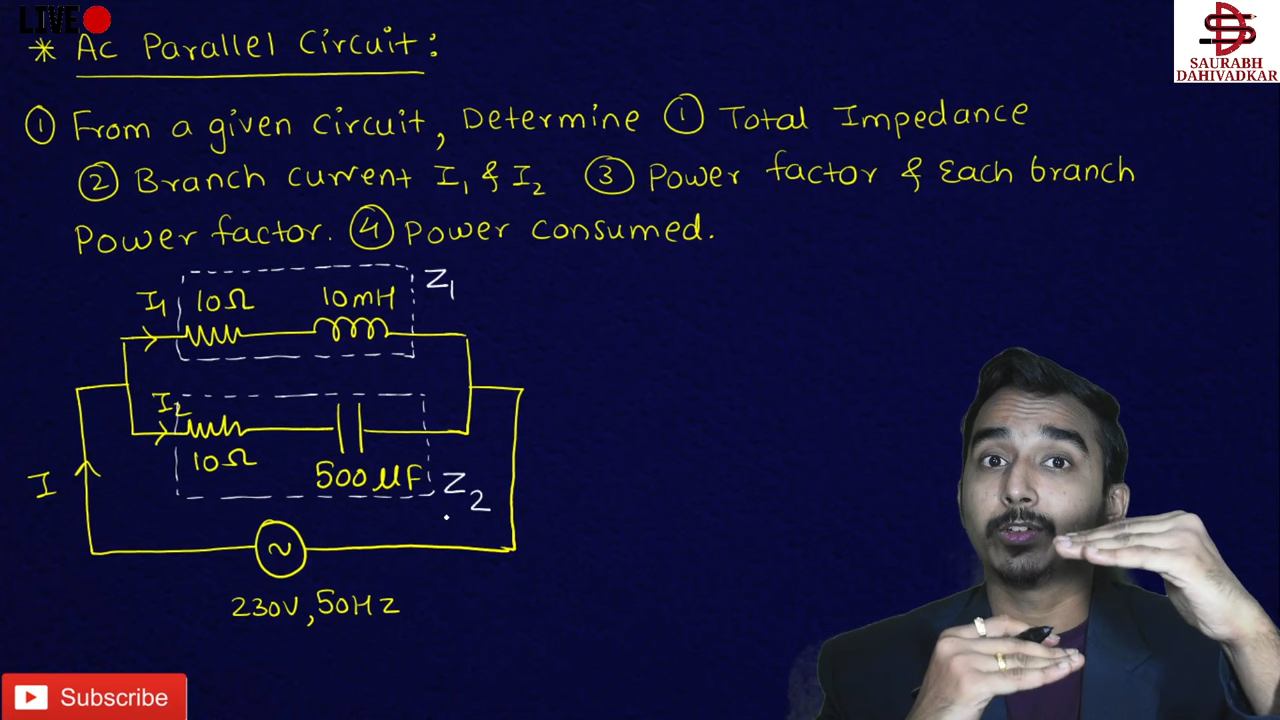 LIVE
* Ac Parallel Circuit:
SAURABH
DAHIVADKAR
① From a given circuit, Determine ① Total Impedance
② Branch current I₁ & I₂ ③ Power factor & Each branch
Power factor. ④ Power consumed.
I₁ 10Ω 10mH Z₁
I₂
10Ω 500µF Z₂
I
~
230V, 50Hz
Subscribe